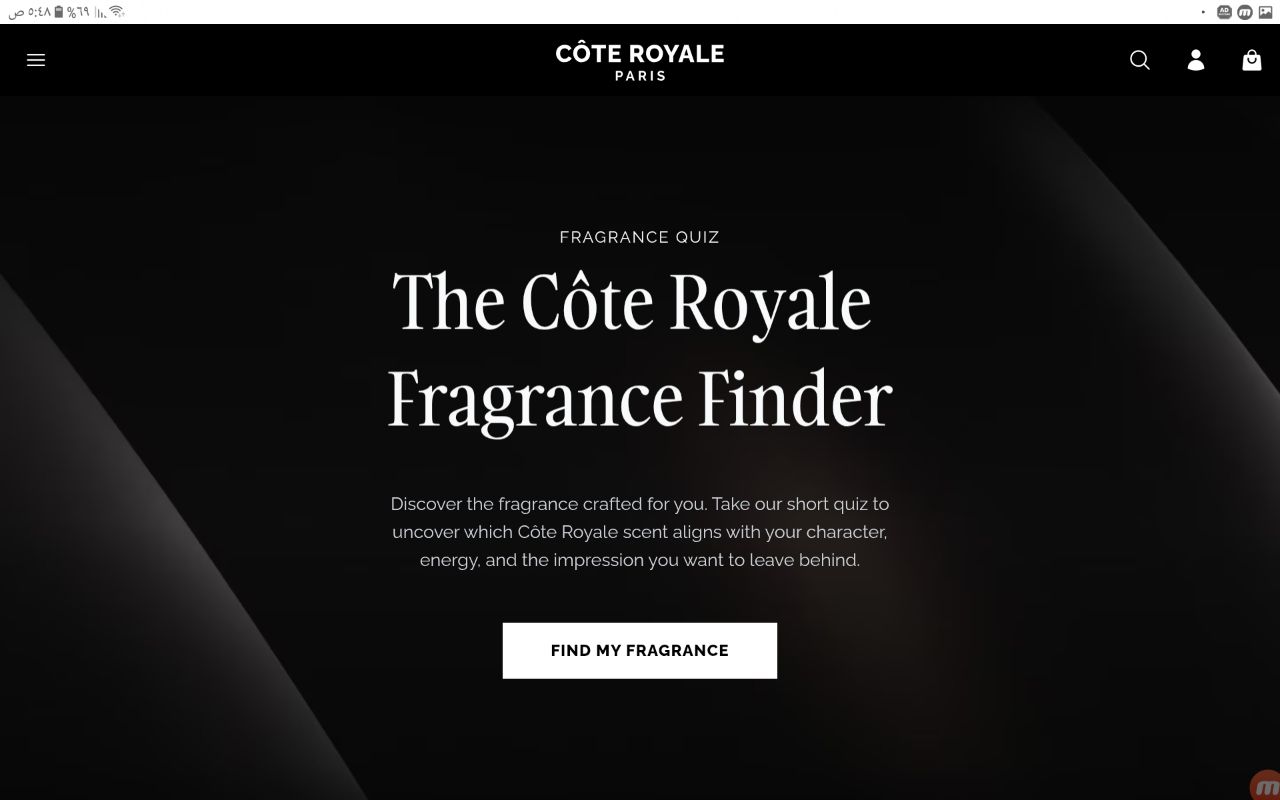 ص ٥:٤٨ %٦٩
AD
m
CÔTE ROYALE
PARIS
FRAGRANCE QUIZ
The Côte Royale
Fragrance Finder
Discover the fragrance crafted for you. Take our short quiz to
uncover which Côte Royale scent aligns with your character,
energy, and the impression you want to leave behind.
FIND MY FRAGRANCE
m